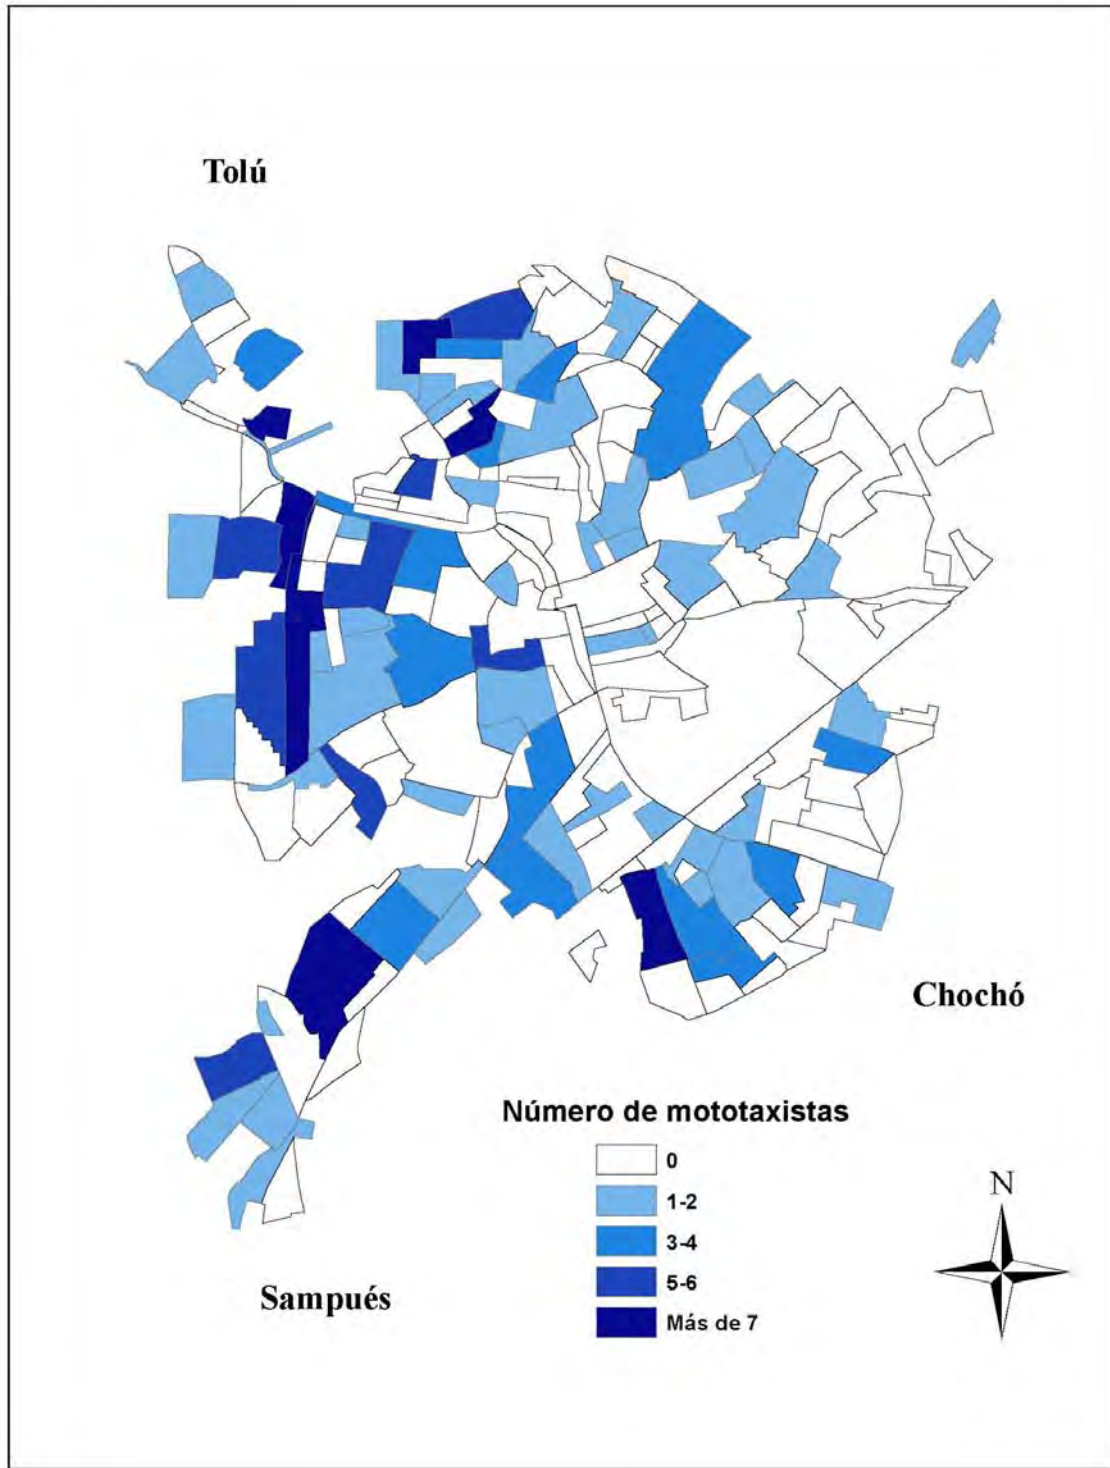 Tolú
Chochó
Número de mototaxistas
0
1-2
3-4
5-6
Más de 7
N
Sampués